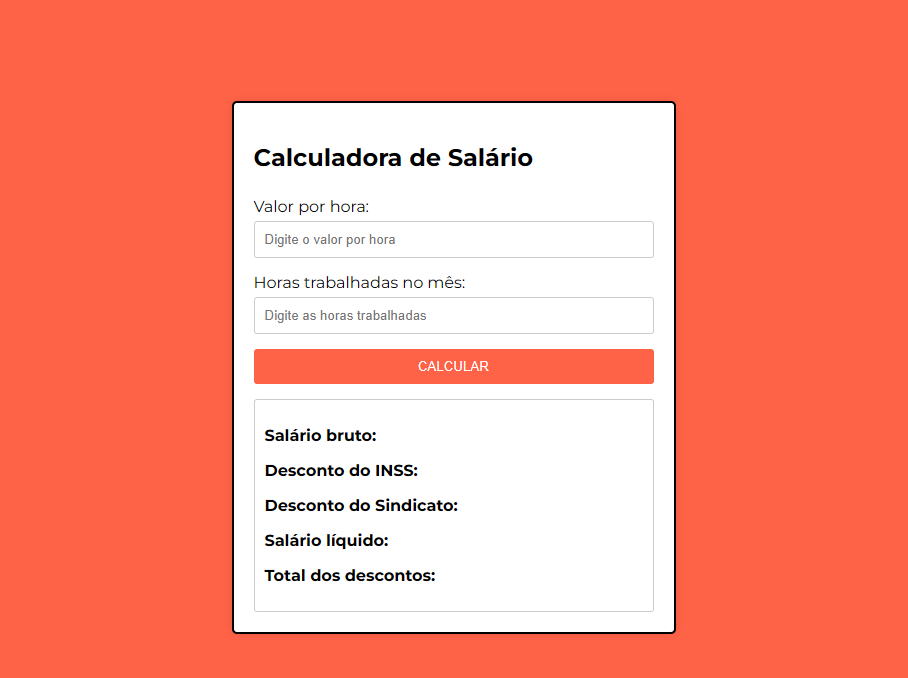 Calculadora de Salário
Valor por hora:
Digite o valor por hora
Horas trabalhadas no mês:
Digite as horas trabalhadas
CALCULAR
Salário bruto:
Desconto do INSS:
Desconto do Sindicato:
Salário líquido:
Total dos descontos: